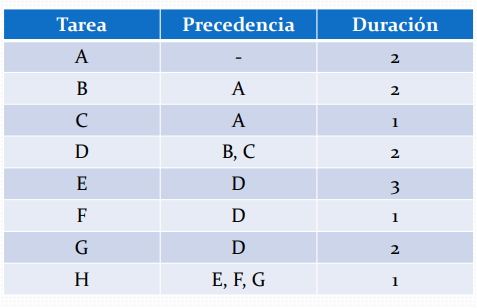 Tarea Precedencia Duración
A - 2
B A 2
C A 1
D B, C 2
E D 3
F D 1
G D 2
H E, F, G 1